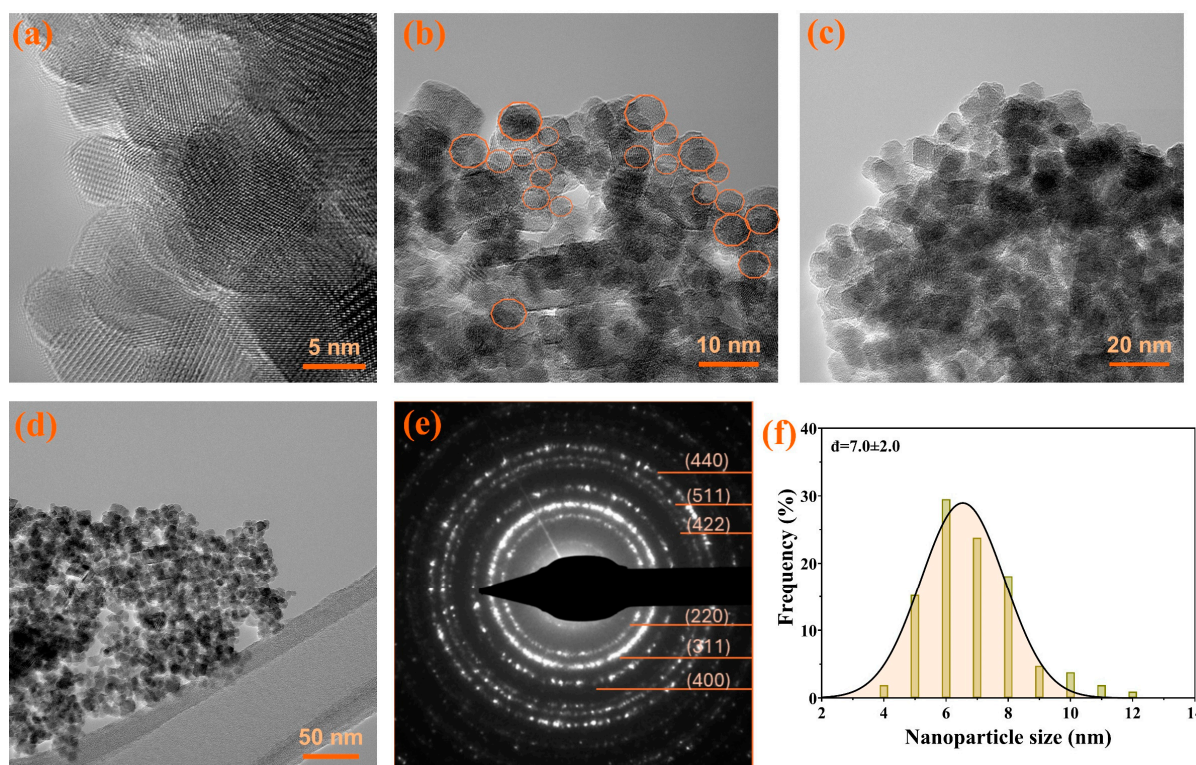 (a)
5 nm
(b)
10 nm
(c)
20 nm
(d)
50 nm
(e)
(440)
(511)
(422)
(220)
(311)
(400)
(f)
đ=7.0±2.0
Frequency (%)
40
30
20
10
0
2 4 6 8 10 12 14
Nanoparticle size (nm)